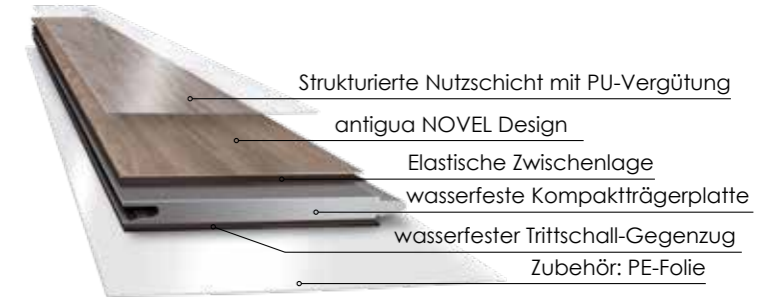 Strukturierte Nutzschicht mit PU-Vergütung
antigua NOVEL Design
Elastische Zwischenlage
wasserfeste Kompaktträgerplatte
wasserfester Trittschall-Gegenzug
Zubehör: PE-Folie